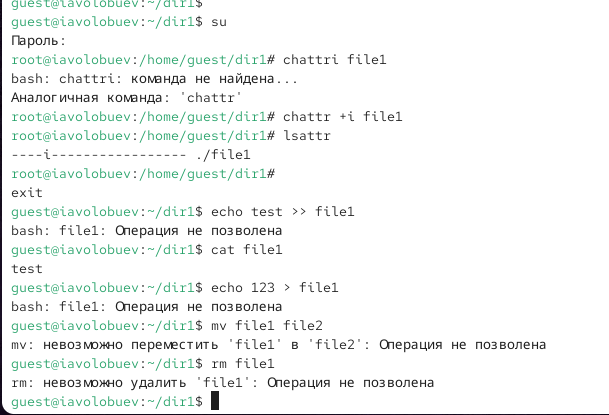 guest@iavolobuev:~/dir1$
guest@iavolobuev:~/dir1$ su
Пароль:
root@iavolobuev:/home/guest/dir1# chattri file1
bash: chattri: команда не найдена...
Аналогичная команда: 'chattr'
root@iavolobuev:/home/guest/dir1# chattr +i file1
root@iavolobuev:/home/guest/dir1# lsattr
----i----------------- ./file1
root@iavolobuev:/home/guest/dir1#
exit
guest@iavolobuev:~/dir1$ echo test >> file1
bash: file1: Операция не позволена
guest@iavolobuev:~/dir1$ cat file1
test
guest@iavolobuev:~/dir1$ echo 123 > file1
bash: file1: Операция не позволена
guest@iavolobuev:~/dir1$ mv file1 file2
mv: невозможно переместить 'file1' в 'file2': Операция не позволена
guest@iavolobuev:~/dir1$ rm file1
rm: невозможно удалить 'file1': Операция не позволена
guest@iavolobuev:~/dir1$